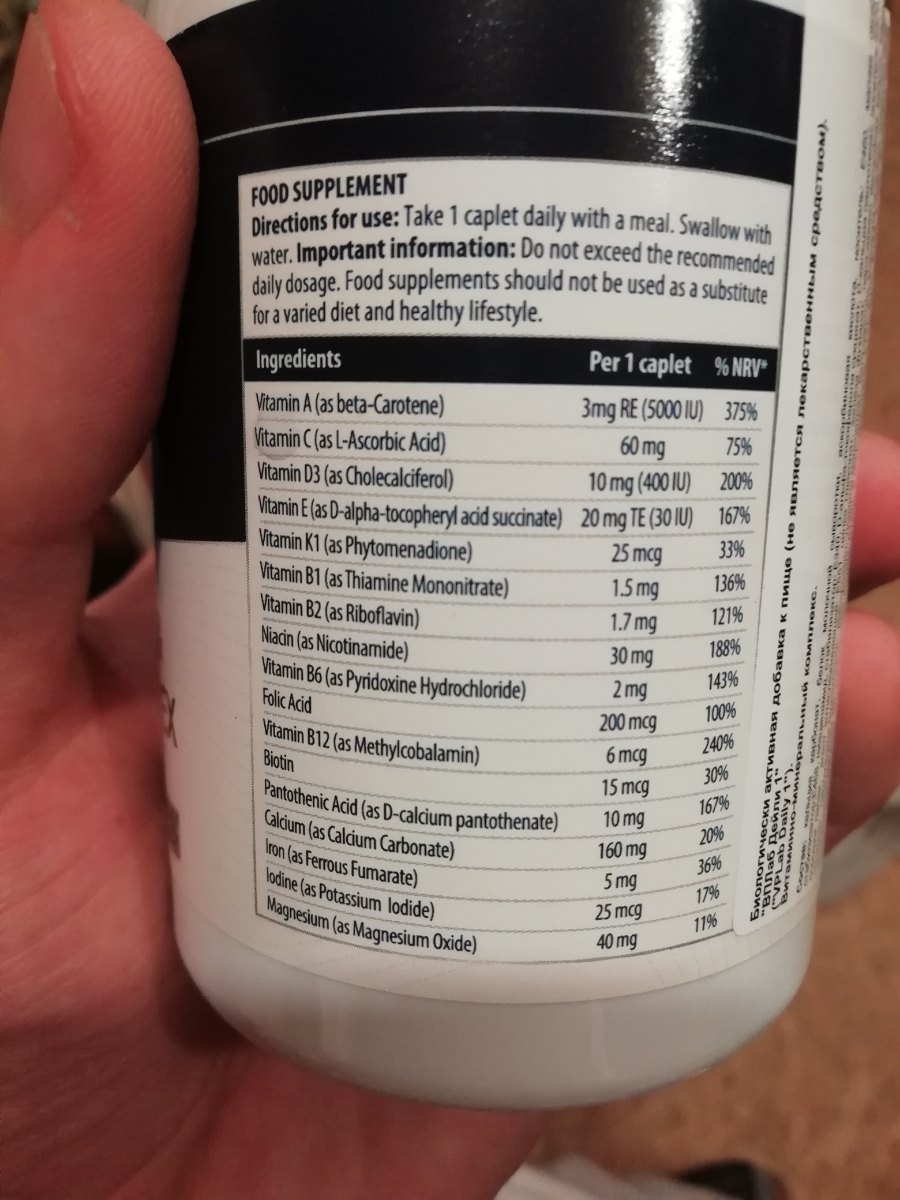 FOOD SUPPLEMENT
Directions for use: Take 1 caplet daily with a meal. Swallow with
water. Important information: Do not exceed the recommended
daily dosage. Food supplements should not be used as a substitute
for a varied diet and healthy lifestyle.
Ingredients Per 1 caplet % NRV*
Vitamin A (as beta-Carotene) 3mg RE (5000 IU) 375%
Vitamin C (as L-Ascorbic Acid) 60 mg 75%
Vitamin D3 (as Cholecalciferol) 10 mg (400 IU) 200%
Vitamin E (as D-alpha-tocopheryl acid succinate) 20 mg TE (30 IU) 167%
Vitamin K1 (as Phytomenadione) 25 mcg 33%
Vitamin B1 (as Thiamine Mononitrate) 1.5 mg 136%
Vitamin B2 (as Riboflavin) 1.7 mg 121%
Niacin (as Nicotinamide) 30 mg 188%
Vitamin B6 (as Pyridoxine Hydrochloride) 2 mg 143%
Folic Acid 200 mcg 100%
Vitamin B12 (as Methylcobalamin) 6 mcg 240%
Biotin 15 mcg 30%
Pantothenic Acid (as D-calcium pantothenate) 10 mg 167%
Calcium (as Calcium Carbonate) 160 mg 20%
Iron (as Ferrous Fumarate) 5 mg 36%
Iodine (as Potassium Iodide) 25 mcg 17%
Magnesium (as Magnesium Oxide) 40 mg 11%
Биологически активная добавка к пище (не является лекарственным средством).
"ВПЛаб Дейли 1"
("VPLab Daily 1").
Витаминно-минеральный комплекс.